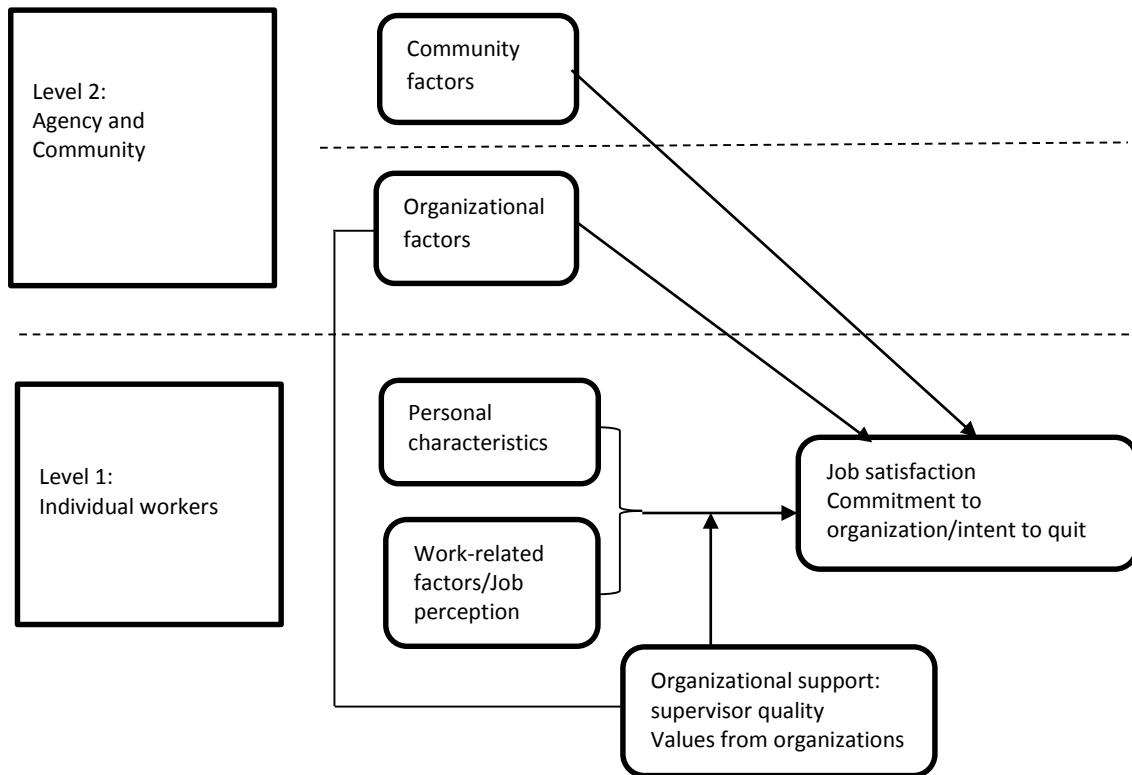 Community
factors
Level 2:
Agency and
Community
Organizational
factors
Personal
characteristics
Job satisfaction
Commitment to
organization/intent to quit
Level 1:
Individual workers
Work-related
factors/Job
perception
Organizational support:
supervisor quality
Values from organizations